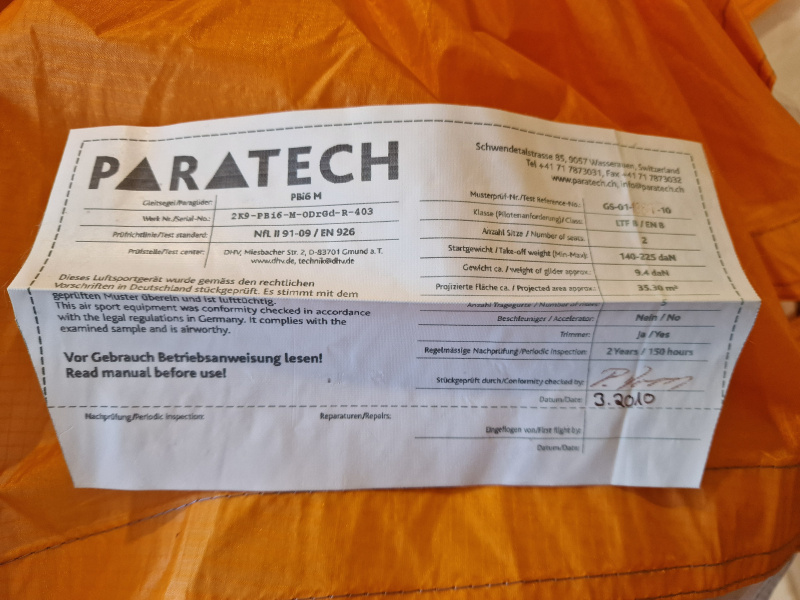 PARATECH
Schwendetalstrasse 85, 9057 Wasserauen, Switzerland
Tel +41 71 7873031, Fax +41 71 7873032
www.paratech.ch, info@paratech.ch
Gleitsegel/Paraglider: PBi6 M
Werk Nr./Serial-No.: 2K9-PBi6-M-ODrGd-R-403
Prüfrichtlinie/Test standard: NfL II 91-09 / EN 926
Prüfstelle/Test center: DHV, Miesbacher Str. 2, D-83701 Gmund a. T.
www.dhv.de, technik@dhv.de
Dieses Luftsportgerät wurde gemäss den rechtlichen
Vorschriften in Deutschland stückgeprüft. Es stimmt mit dem
geprüften Muster überein und ist lufttüchtig.
This air sport equipment was conformity checked in accordance
with the legal regulations in Germany. It complies with the
examined sample and is airworthy.
Vor Gebrauch Betriebsanweisung lesen!
Read manual before use!
Musterprüf-Nr./Test Reference-No.: GS-01- -10
Klasse (Pilotenanforderung)/Class: LTF B / EN B
Anzahl Sitze / Number of seats: 2
Startgewicht / Take-off weight (Min-Max): 140-225 daN
Gewicht ca. / weight of glider approx.: 9.4 daN
Projizierte Fläche ca. / Projected area approx.: 35.30 m²
Anzahl Tragegurte / Number of risers: 5
Beschleuniger / Accelerator: Nein / No
Trimmer: Ja / Yes
Regelmässige Nachprüfung/Periodic Inspection: 2 Years / 150 hours
Stückgeprüft durch/Conformity checked by:
Datum/Date: 3.2010
Nachprüfung/Periodic Inspection:
Reparaturen/Repairs:
Eingeflogen von/First flight by:
Datum/Date: